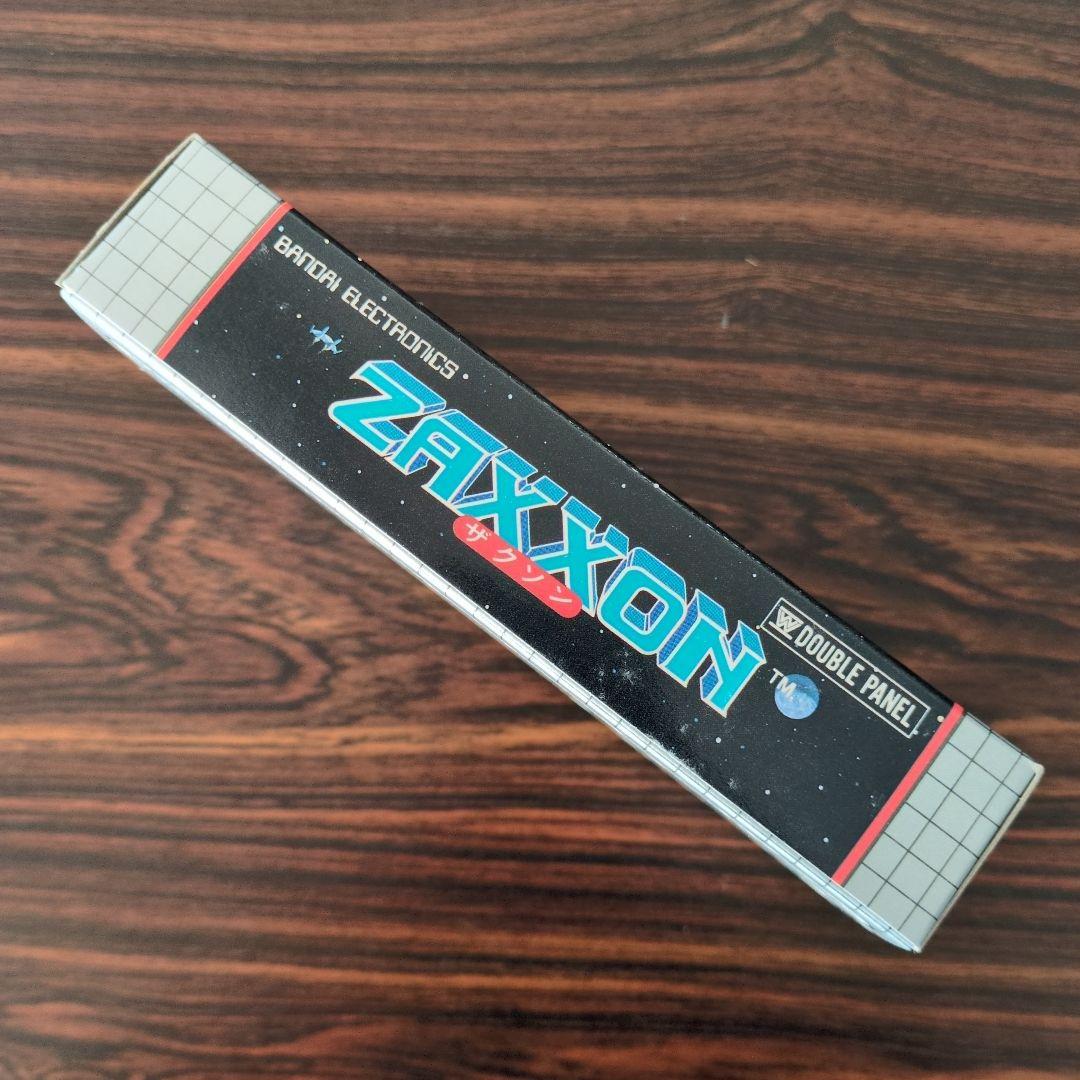 BANDAI ELECTRONICS
ZAXXON
TM
ザクソン
W DOUBLE PANEL